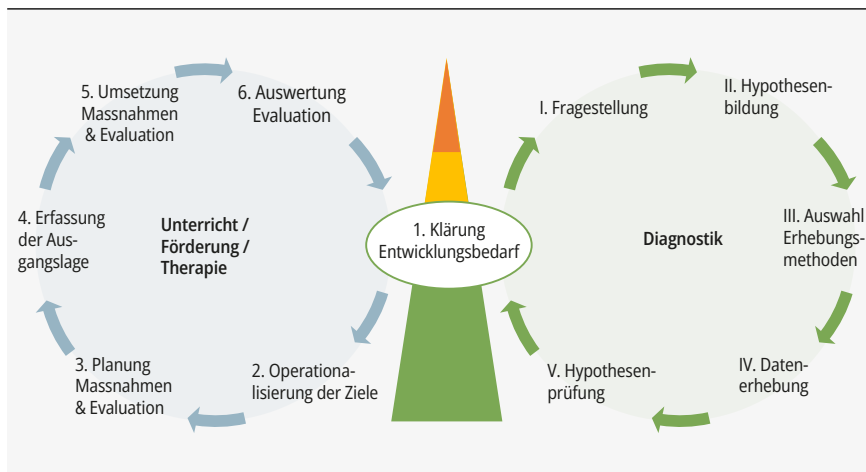 5. Umsetzung
Massnahmen
& Evaluation
6. Auswertung
Evaluation
4. Erfassung
der Aus-
gangslage
Unterricht /
Förderung /
Therapie
3. Planung
Massnahmen
& Evaluation
2. Operationa-
lisierung der Ziele
1. Klärung
Entwicklungsbedarf
I. Fragestellung
II. Hypothesen-
bildung
III. Auswahl
Erhebungs-
methoden
Diagnostik
IV. Daten-
erhebung
V. Hypothesen-
prüfung